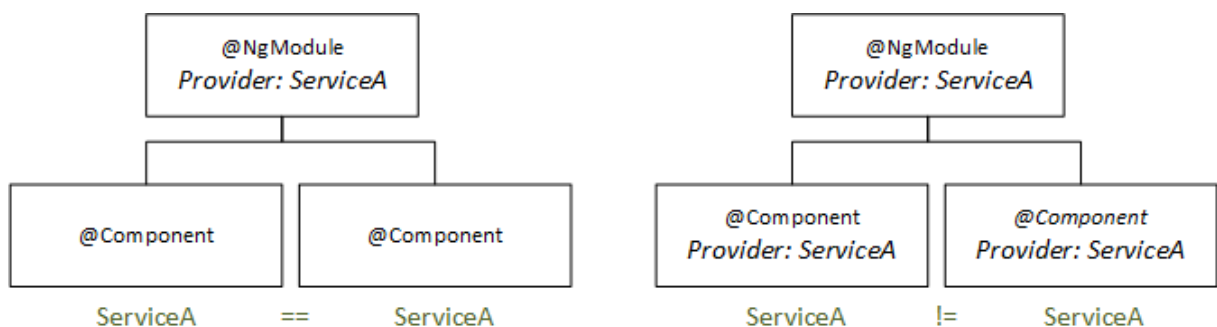 @NgModule
Provider: ServiceA
@Component
@Component
ServiceA == ServiceA
@NgModule
Provider: ServiceA
@Component
Provider: ServiceA
@Component
Provider: ServiceA
ServiceA != ServiceA